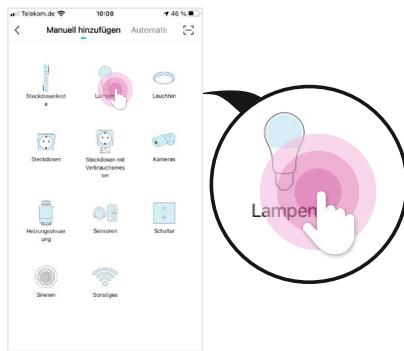 Telekom.de 10:08 46 %
Manuell hinzufügen Automati
Steckdosenleist
e
Lampen
Leuchten
Steckdosen
Steckdosen mit
Verbrauchsmes
ser
Kameras
Heizungssteuer
ung
Sensoren
Schalter
Sirenen
Sonstiges
Lampen